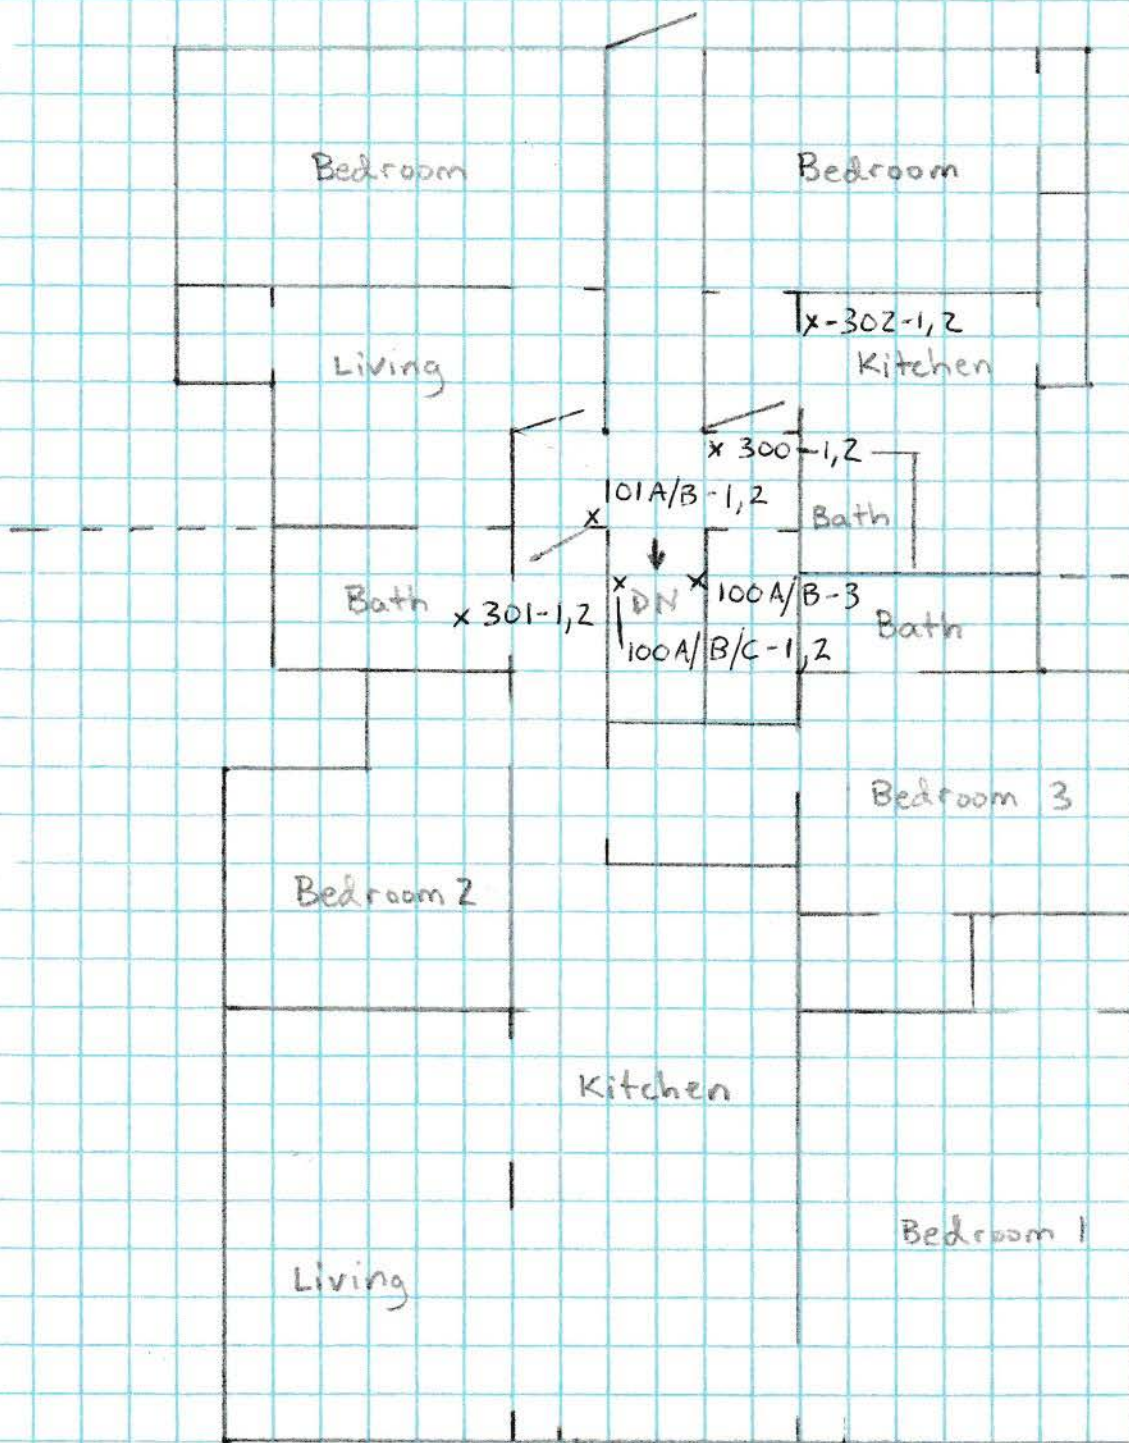 Bedroom
Bedroom
x-302-1,2
Living
Kitchen
x 300-1,2
101A/B-1,2
x
Bath
x
x
DN
100A/B-3
Bath
x 301-1,2
Bath
100A/B/C-1,2
Bedroom 3
Bedroom 2
Kitchen
Bedroom 1
Living